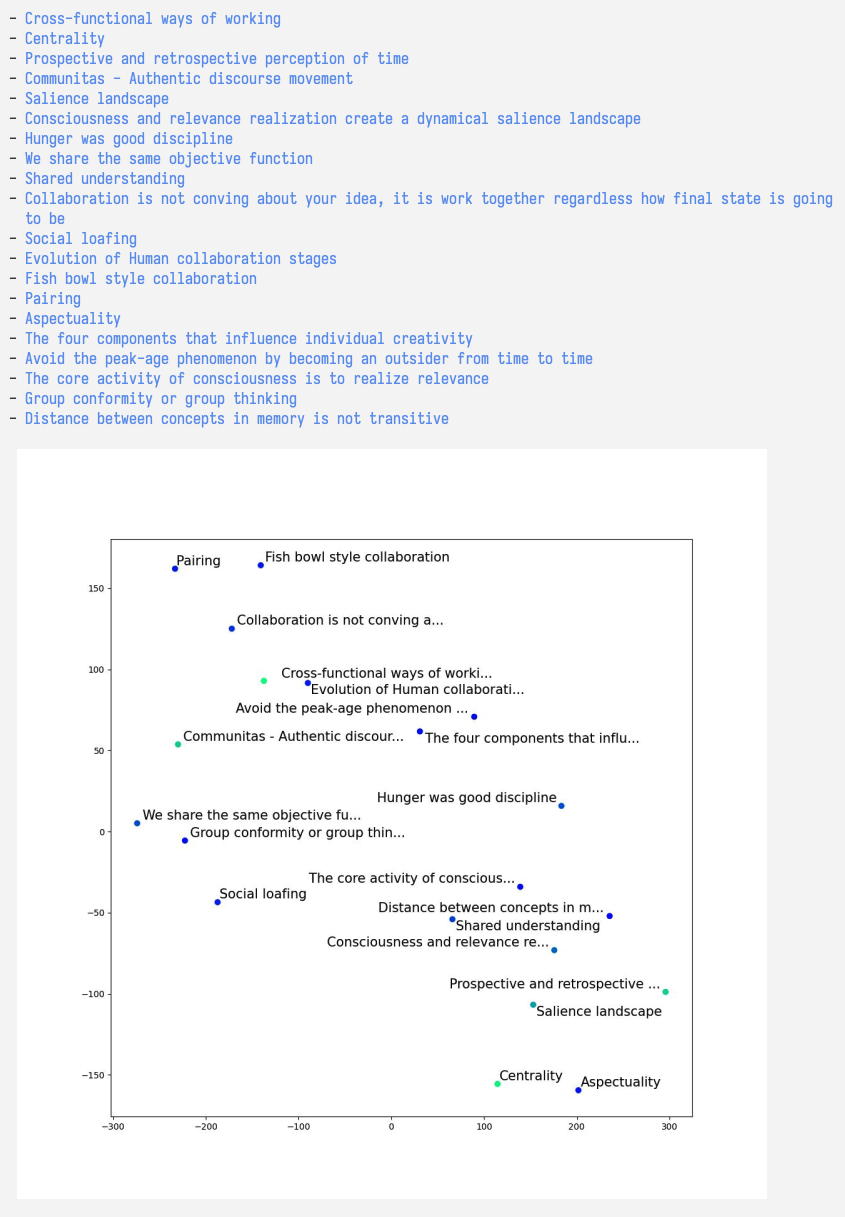 - Cross-functional ways of working
- Centrality
- Prospective and retrospective perception of time
- Communitas - Authentic discourse movement
- Salience landscape
- Consciousness and relevance realization create a dynamical salience landscape
- Hunger was good discipline
- We share the same objective function
- Shared understanding
- Collaboration is not conving about your idea, it is work together regardless how final state is going
to be
- Social loafing
- Evolution of Human collaboration stages
- Fish bowl style collaboration
- Pairing
- Aspectuality
- The four components that influence individual creativity
- Avoid the peak-age phenomenon by becoming an outsider from time to time
- The core activity of consciousness is to realize relevance
- Group conformity or group thinking
- Distance between concepts in memory is not transitive
Pairing
Fish bowl style collaboration
150
Collaboration is not conving a...
100
Cross-functional ways of worki...
Evolution of Human collaborati...
Avoid the peak-age phenomenon ...
Communitas - Authentic discour...
The four components that influ...
50
Hunger was good discipline
We share the same objective fu...
0
Group conformity or group thin...
The core activity of conscious...
Social loafing
−50
Distance between concepts in m...
Shared understanding
Consciousness and relevance re...
Prospective and retrospective ...
−100
Salience landscape
−150
Centrality
Aspectuality
−300
−200
−100
0
100
200
300